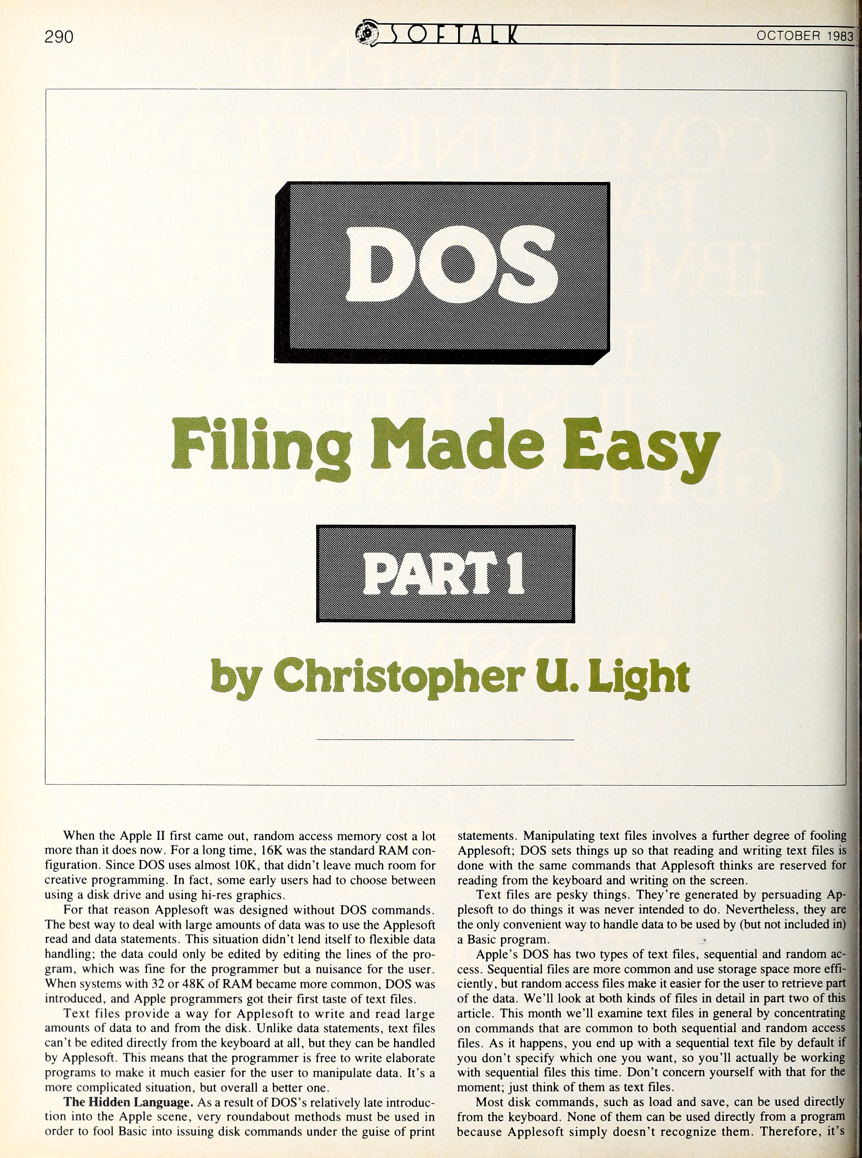 290
SOFTALK
OCTOBER 1983
DOS
Filing Made Easy
PART 1
by Christopher U. Light
When the Apple II first came out, random access memory cost a lot
more than it does now. For a long time, 16K was the standard RAM con-
figuration. Since DOS uses almost 10K, that didn't leave much room for
creative programming. In fact, some early users had to choose between
using a disk drive and using hi-res graphics.
For that reason Applesoft was designed without DOS commands.
The best way to deal with large amounts of data was to use the Applesoft
read and data statements. This situation didn't lend itself to flexible data
handling; the data could only be edited by editing the lines of the pro-
gram, which was fine for the programmer but a nuisance for the user.
When systems with 32 or 48K of RAM became more common, DOS was
introduced, and Apple programmers got their first taste of text files.
Text files provide a way for Applesoft to write and read large
amounts of data to and from the disk. Unlike data statements, text files
can't be edited directly from the keyboard at all, but they can be handled
by Applesoft. This means that the programmer is free to write elaborate
programs to make it much easier for the user to manipulate data. It's a
more complicated situation, but overall a better one.
The Hidden Language. As a result of DOS's relatively late introduc-
tion into the Apple scene, very roundabout methods must be used in
order to fool Basic into issuing disk commands under the guise of print
statements. Manipulating text files involves a further degree of fooling
Applesoft; DOS sets things up so that reading and writing text files is
done with the same commands that Applesoft thinks are reserved for
reading from the keyboard and writing on the screen.
Text files are pesky things. They're generated by persuading Ap-
plesoft to do things it was never intended to do. Nevertheless, they are
the only convenient way to handle data to be used by (but not included in)
a Basic program.
Apple's DOS has two types of text files, sequential and random ac-
cess. Sequential files are more common and use storage space more effi-
ciently, but random access files make it easier for the user to retrieve part
of the data. We'll look at both kinds of files in detail in part two of this
article. This month we'll examine text files in general by concentrating
on commands that are common to both sequential and random access
files. As it happens, you end up with a sequential text file by default if
you don't specify which one you want, so you'll actually be working
with sequential files this time. Don't concern yourself with that for the
moment; just think of them as text files.
Most disk commands, such as load and save, can be used directly
from the keyboard. None of them can be used directly from a program
because Applesoft simply doesn't recognize them. Therefore, it's